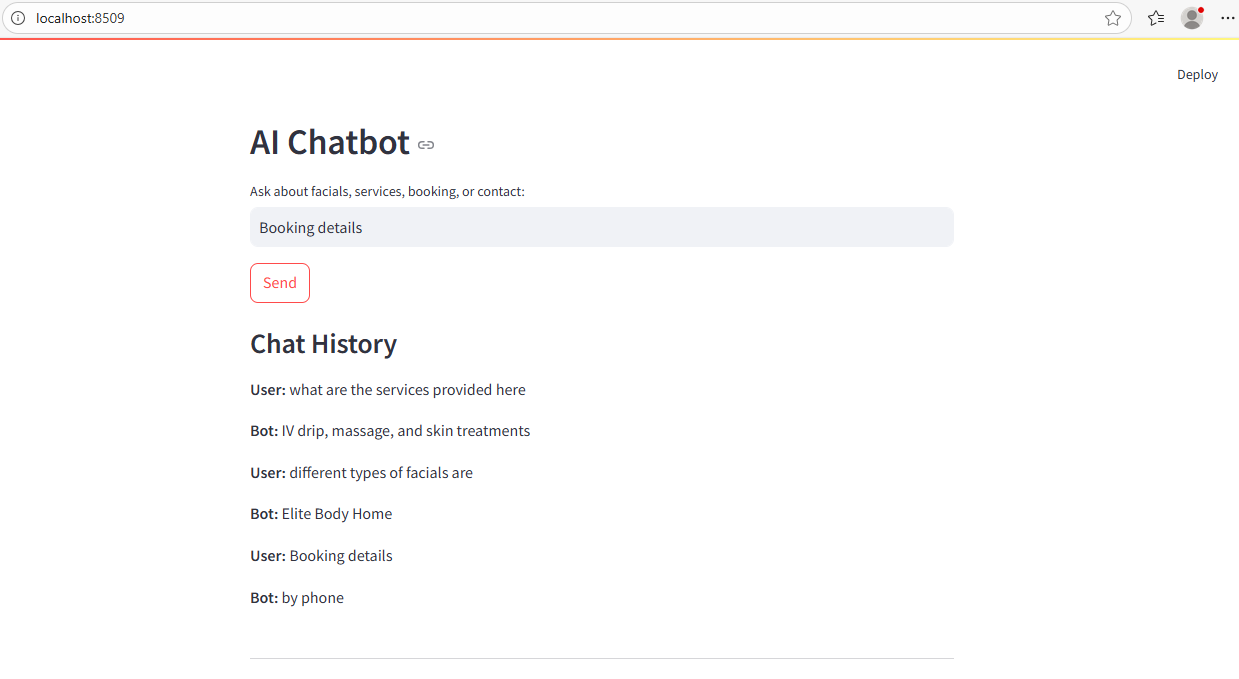 localhost:8509
Deploy
AI Chatbot
Ask about facials, services, booking, or contact:
Booking details
Send
Chat History
User: what are the services provided here
Bot: IV drip, massage, and skin treatments
User: different types of facials are
Bot: Elite Body Home
User: Booking details
Bot: by phone